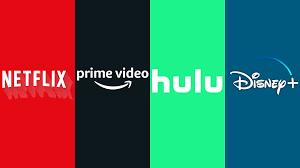 NETFLIX
prime video
hulu
Disney+